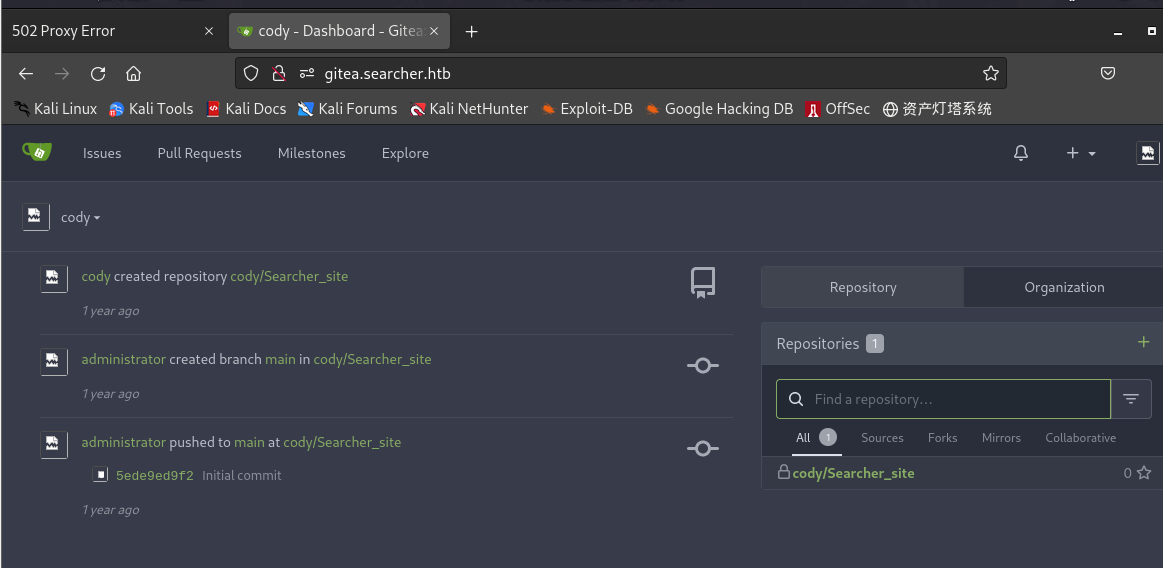 502 Proxy Error × cody - Dashboard - Gitea: × +
gitea.searcher.htb
Kali Linux Kali Tools Kali Docs Kali Forums Kali NetHunter Exploit-DB Google Hacking DB OffSec 资产灯塔系统
Issues Pull Requests Milestones Explore
cody
cody created repository cody/Searcher_site
1 year ago
administrator created branch main in cody/Searcher_site
1 year ago
administrator pushed to main at cody/Searcher_site
5ede9ed9f2 Initial commit
1 year ago
Repository Organization
Repositories 1 +
Find a repository...
All 1 Sources Forks Mirrors Collaborative
cody/Searcher_site 0